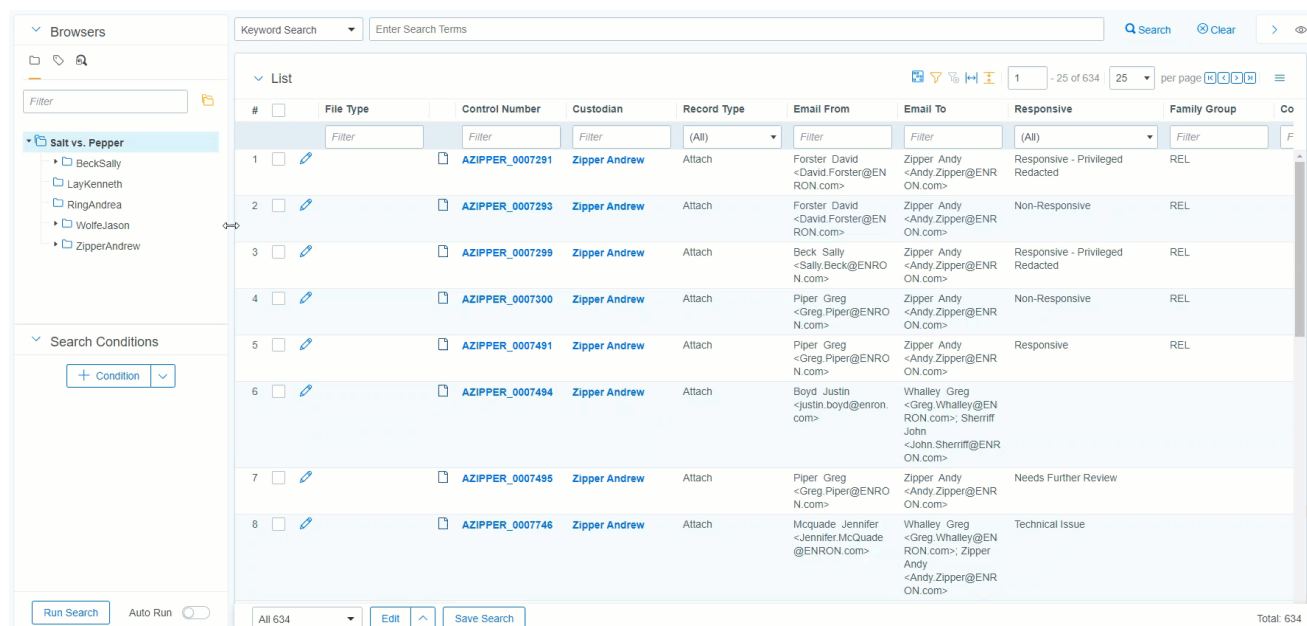 Browsers
Filter
Salt vs. Pepper
BeckSally
LayKenneth
RingAndrea
WolfeJason
ZipperAndrew
Search Conditions
+ Condition
Run Search Auto Run
Keyword Search Enter Search Terms Search Clear
List 1 - 25 of 634 25 per page
# File Type Control Number Custodian Record Type Email From Email To Responsive Family Group Co
Filter Filter Filter (All) Filter Filter (All) Filter F
1 AZIPPER_0007291 Zipper Andrew Attach Forster David Zipper Andy Responsive - Privileged REL
<David.Forster@EN <Andy.Zipper@ENR Redacted
RON.com> ON.com>
2 AZIPPER_0007293 Zipper Andrew Attach Forster David Zipper Andy Non-Responsive REL
<David.Forster@EN <Andy.Zipper@ENR
RON.com> ON.com>
3 AZIPPER_0007299 Zipper Andrew Attach Beck Sally Zipper Andy Responsive - Privileged REL
<Sally.Beck@ENRO <Andy.Zipper@ENR Redacted
N.com> ON.com>
4 AZIPPER_0007300 Zipper Andrew Attach Piper Greg Zipper Andy Non-Responsive REL
<Greg.Piper@ENRO <Andy.Zipper@ENR
N.com> ON.com>
5 AZIPPER_0007491 Zipper Andrew Attach Piper Greg Zipper Andy Responsive REL
<Greg.Piper@ENRO <Andy.Zipper@ENR
N.com> ON.com>
6 AZIPPER_0007494 Zipper Andrew Attach Boyd Justin Whalley Greg
<justin.boyd@enron. <Greg.Whalley@EN
com> RON.com>; Sherriff
John
<John.Sherriff@ENR
ON.com>
7 AZIPPER_0007495 Zipper Andrew Attach Piper Greg Zipper Andy Needs Further Review
<Greg.Piper@ENRO <Andy.Zipper@ENR
N.com> ON.com>
8 AZIPPER_0007746 Zipper Andrew Attach Mcquade Jennifer Whalley Greg Technical Issue
<Jennifer.McQuade <Greg.Whalley@EN
@ENRON.com> RON.com>; Zipper
Andy
<Andy.Zipper@ENR
ON.com>
All 634 Edit Save Search Total: 634